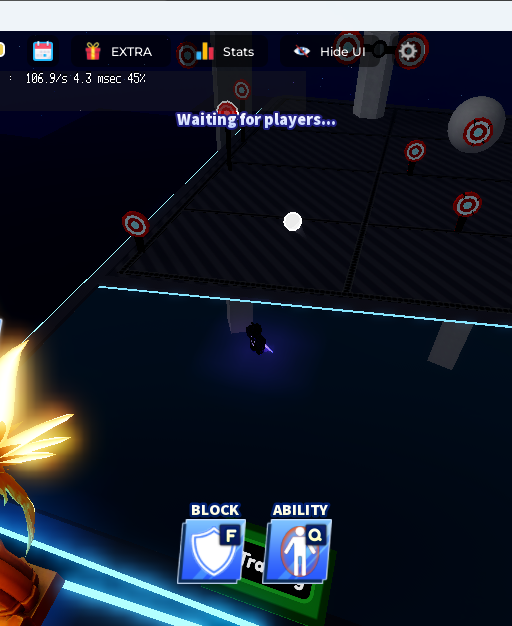 EXTRA
Stats
Hide UI
: 106.9/s 4.3 msec 45%
Waiting for players...
BLOCK
ABILITY
F
Q